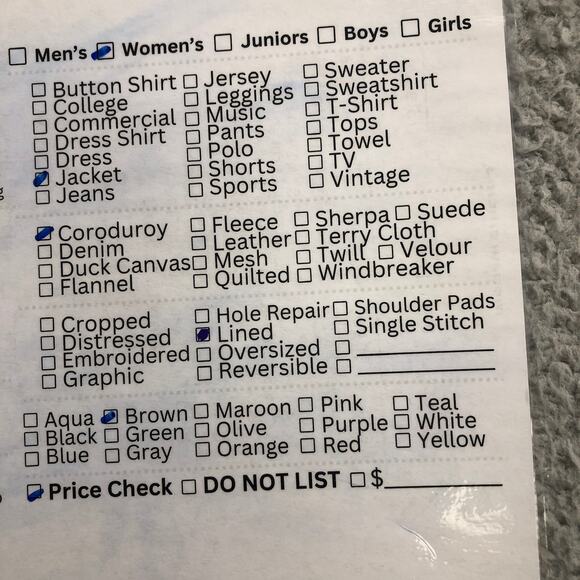 Men's Women's Juniors Boys Girls
Button Shirt Jersey Sweater
College Leggings Sweatshirt
Commercial Music T-Shirt
Dress Shirt Pants Tops
Dress Polo Towel
Jacket Shorts TV
Jeans Sports Vintage
Coroduroy Fleece Sherpa Suede
Denim Leather Terry Cloth
Duck Canvas Mesh Twill Velour
Flannel Quilted Windbreaker
Cropped Hole Repair Shoulder Pads
Distressed Lined Single Stitch
Embroidered Oversized
Graphic Reversible
Aqua Brown Maroon Pink Teal
Black Green Olive Purple White
Blue Gray Orange Red Yellow
Price Check DO NOT LIST $